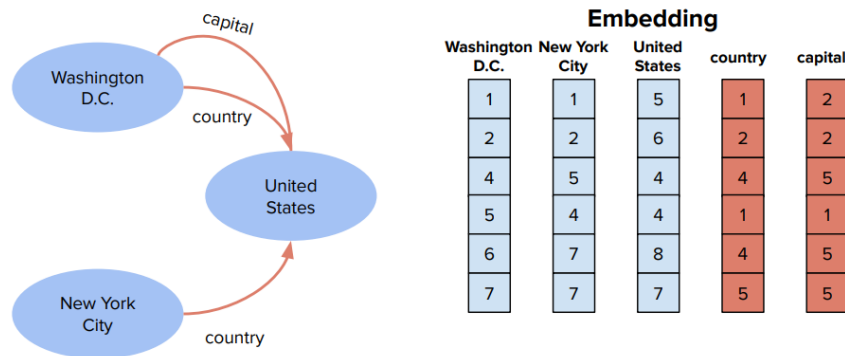 capital
Washington
D.C.
country
United
States
New York
City
country
Embedding
Washington D.C.
New York City
United States
country
capital
1 1 5 1 2
2 2 6 2 2
4 5 4 4 5
5 4 4 1 1
6 7 8 4 5
7 7 7 5 5